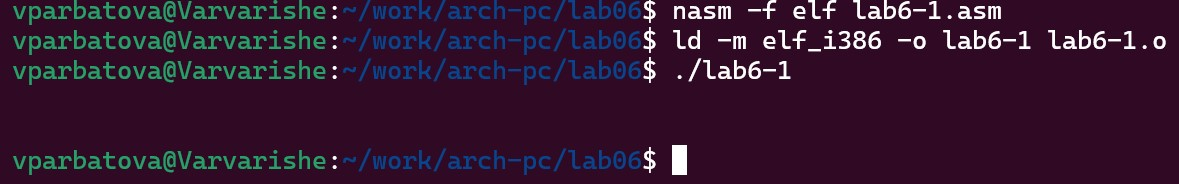 vparbatova@Varvarishe:~/work/arch-pc/lab06$ nasm -f elf lab6-1.asm
vparbatova@Varvarishe:~/work/arch-pc/lab06$ ld -m elf_i386 -o lab6-1 lab6-1.o
vparbatova@Varvarishe:~/work/arch-pc/lab06$ ./lab6-1
vparbatova@Varvarishe:~/work/arch-pc/lab06$